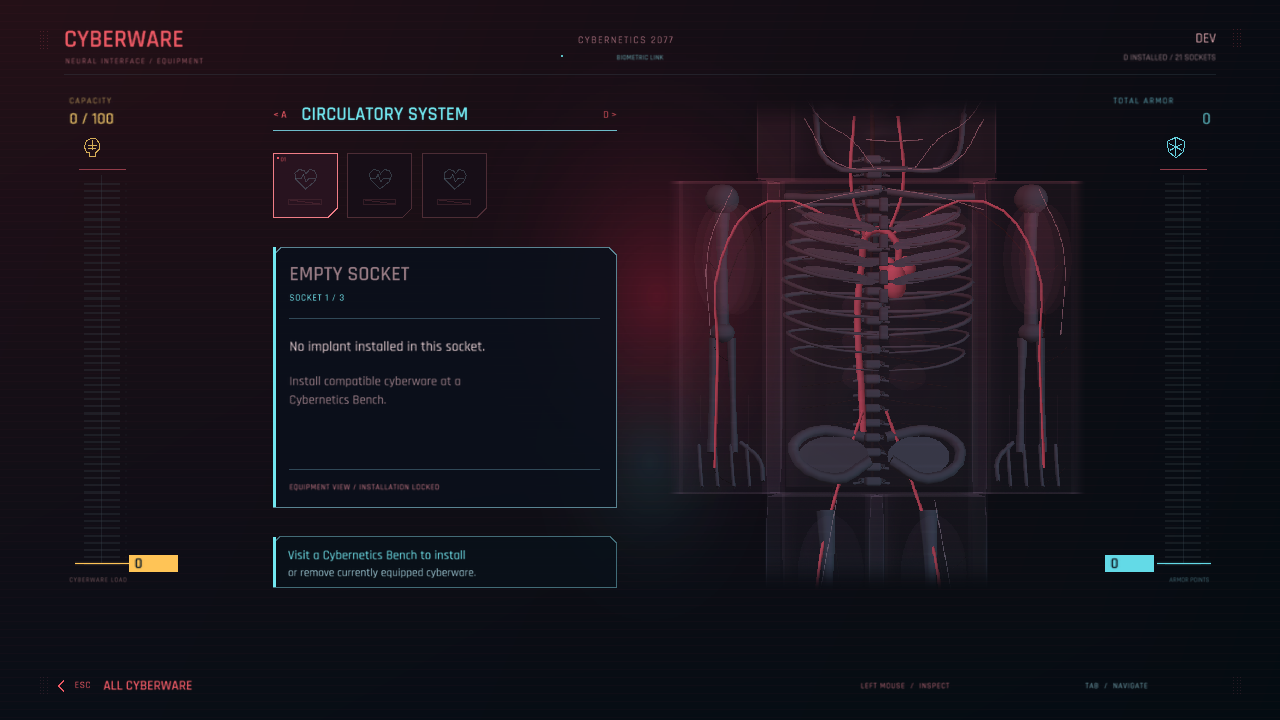 CYBERWARE
NEURAL INTERFACE / EQUIPMENT
CYBERNETICS 2077
BIOMETRIC LINK
DEV
0 INSTALLED / 21 SOCKETS
CAPACITY
0 / 100
< A
CIRCULATORY SYSTEM
D >
TOTAL ARMOR
0
01
EMPTY SOCKET
SOCKET 1 / 3
No implant installed in this socket.
Install compatible cyberware at a
Cybernetics Bench.
EQUIPMENT VIEW / INSTALLATION LOCKED
Visit a Cybernetics Bench to install
or remove currently equipped cyberware.
0
CYBERWARE LOAD
0
ARMOR POINTS
ESC
ALL CYBERWARE
LEFT MOUSE / INSPECT
TAB / NAVIGATE